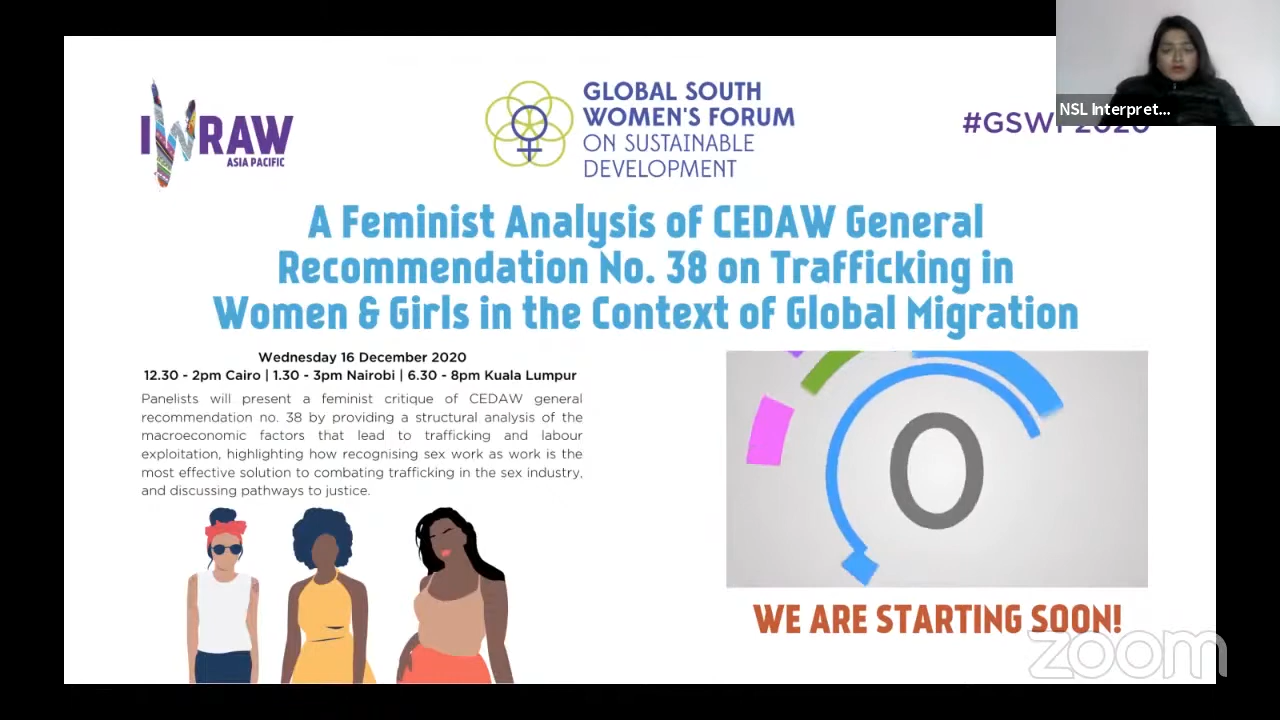 IWRAW
ASIA PACIFIC
GLOBAL SOUTH
WOMEN'S FORUM
ON SUSTAINABLE
DEVELOPMENT
#GSWF2020
NSL Interpret...
A Feminist Analysis of CEDAW General
Recommendation No. 38 on Trafficking in
Women & Girls in the Context of Global Migration
Wednesday 16 December 2020
12.30 - 2pm Cairo | 1.30 - 3pm Nairobi | 6.30 - 8pm Kuala Lumpur
Panelists will present a feminist critique of CEDAW general
recommendation no. 38 by providing a structural analysis of the
macroeconomic factors that lead to trafficking and labour
exploitation, highlighting how recognising sex work as work is the
most effective solution to combating trafficking in the sex industry,
and discussing pathways to justice.
0
WE ARE STARTING SOON!
zoom